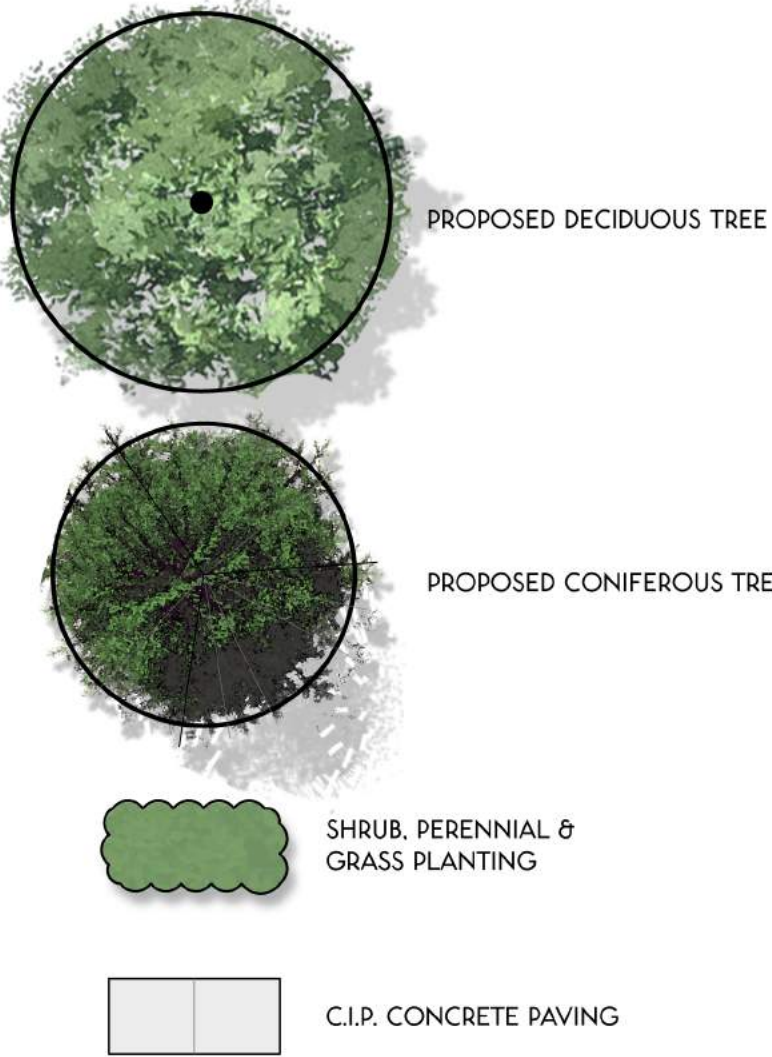 PROPOSED DECIDUOUS TREE
PROPOSED CONIFEROUS TRE
SHRUB, PERENNIAL &
GRASS PLANTING
C.I.P. CONCRETE PAVING